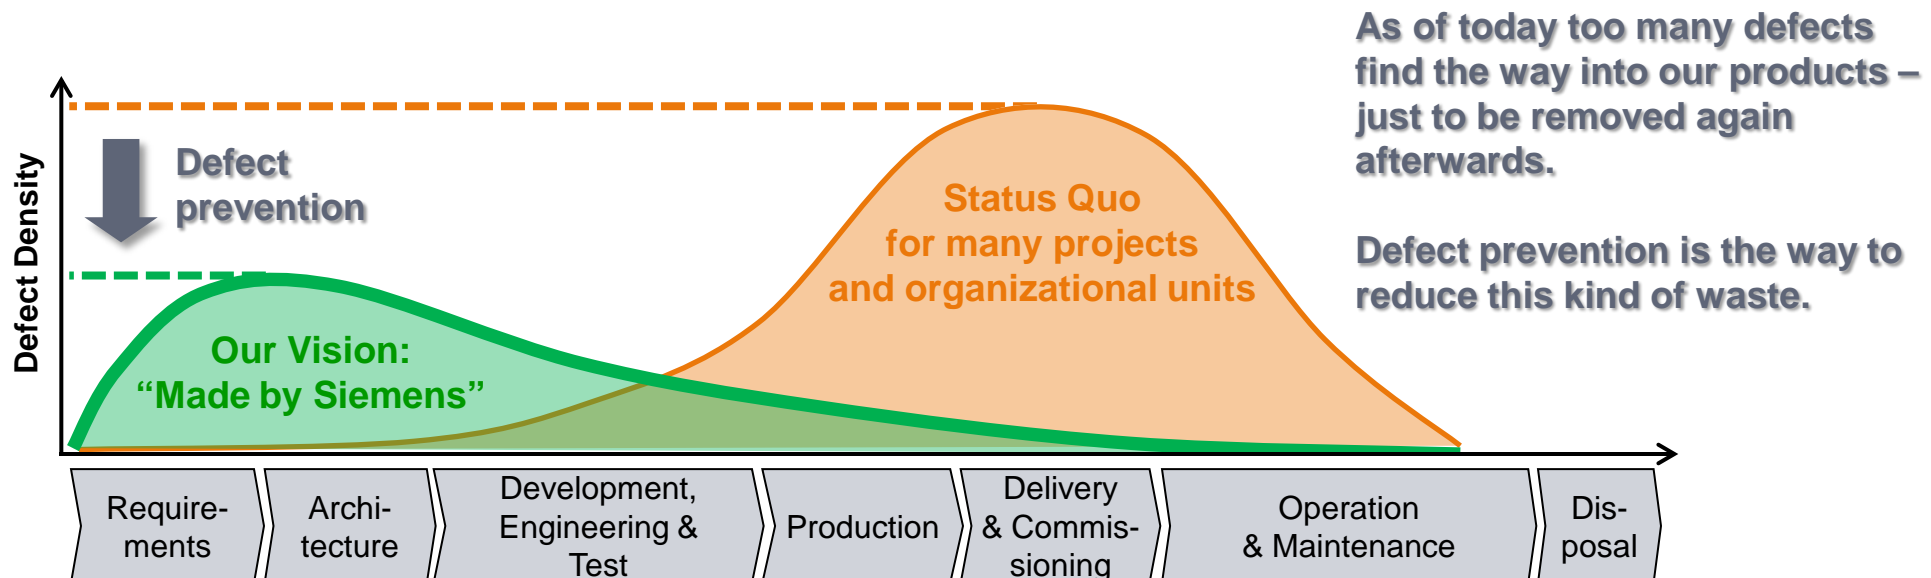 As of today too many defects
find the way into our products –
just to be removed again
afterwards.
Defect prevention is the way to
reduce this kind of waste.
Defect Density
Defect
prevention
Status Quo
for many projects
and organizational units
Our Vision:
“Made by Siemens”
Require-
ments
Archi-
tecture
Development,
Engineering &
Test
Production
Delivery
& Commis-
sioning
Operation
& Maintenance
Dis-
posal